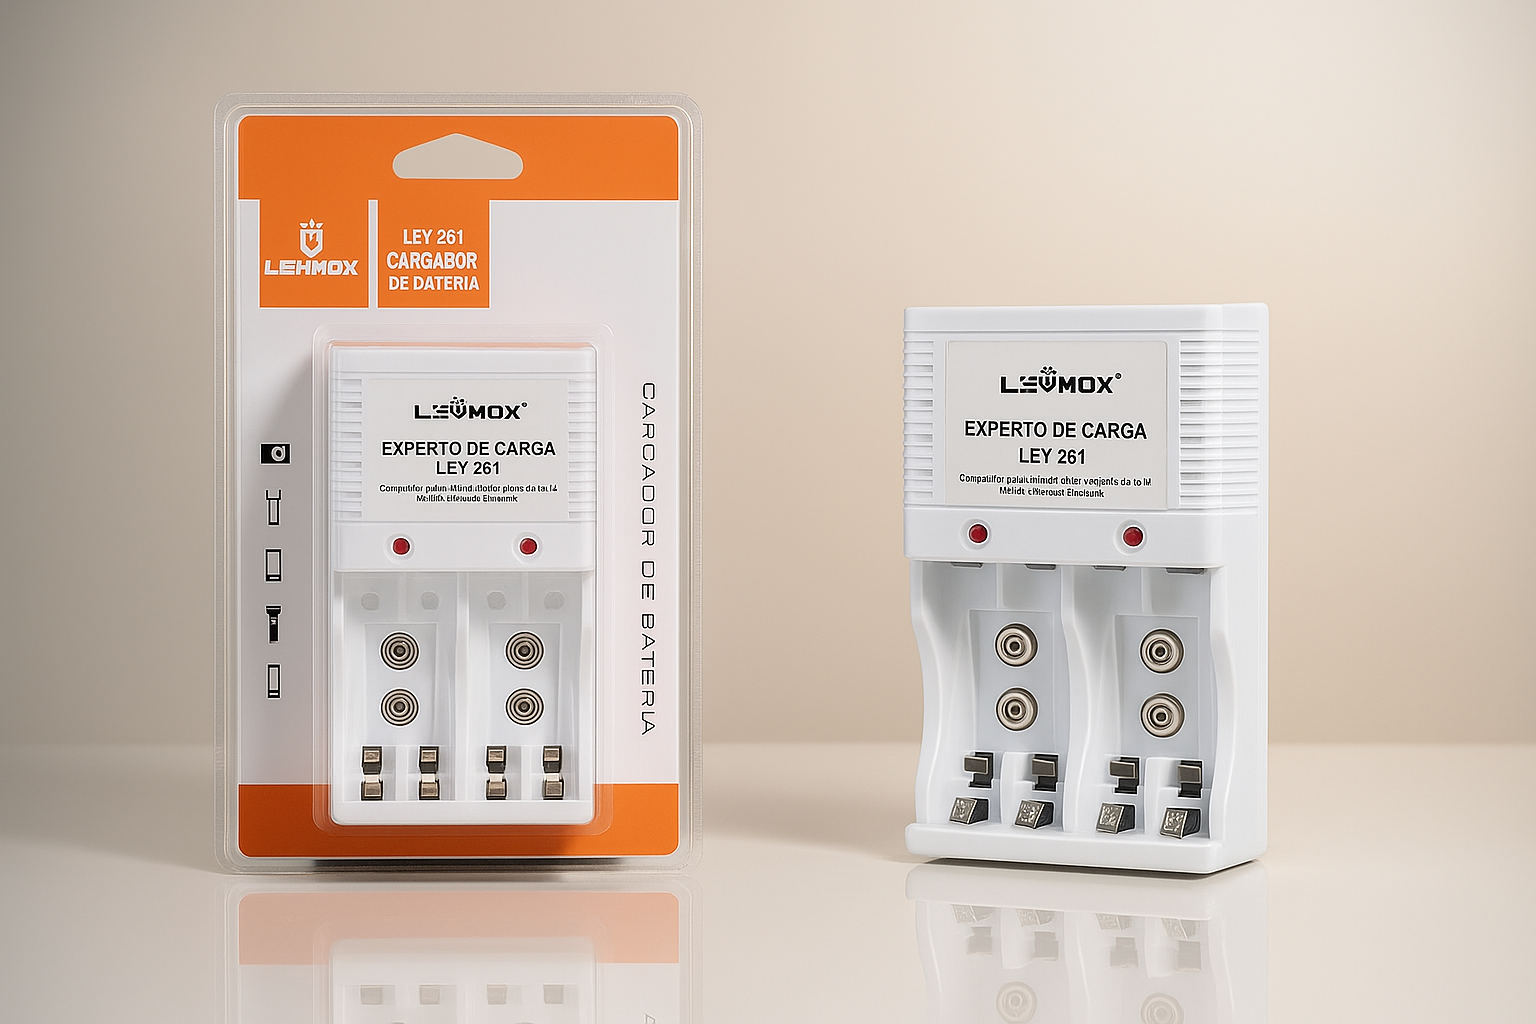 LEHMOX
LEY 261
CARGABOR
DE DATERIA
LEVMOX
EXPERTO DE CARGA
LEY 261
CARCADOR DE BATERIA
LEVMOX
EXPERTO DE CARGA
LEY 261